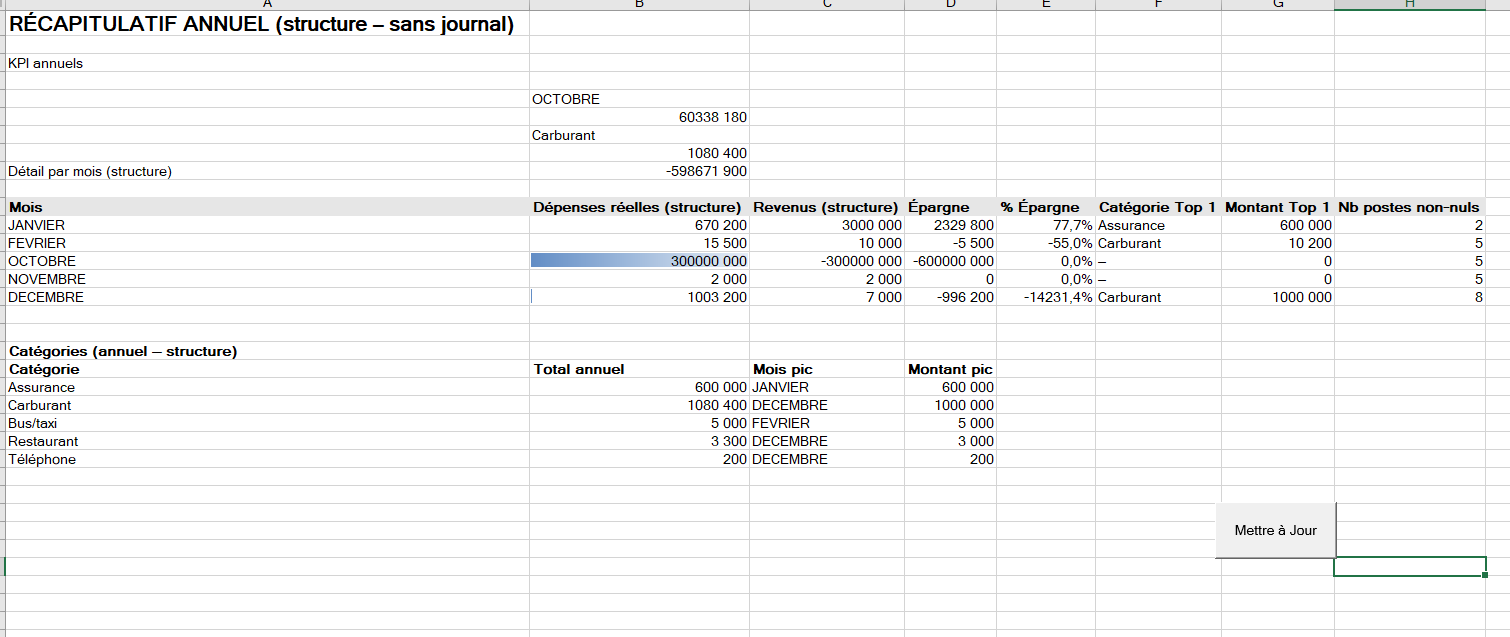 A B C D E F G H
RÉCAPITULATIF ANNUEL (structure – sans journal)
KPI annuels
OCTOBRE
60338 180
Carburant
1080 400
Détail par mois (structure) -598671 900
Mois Dépenses réelles (structure) Revenus (structure) Épargne % Épargne Catégorie Top 1 Montant Top 1 Nb postes non-nuls
JANVIER 670 200 3000 000 2329 800 77,7% Assurance 600 000 2
FEVRIER 15 500 10 000 -5 500 -55,0% Carburant 10 200 5
OCTOBRE 300000 000 -300000 000 -600000 000 0,0% – 0 5
NOVEMBRE 2 000 2 000 0 0,0% – 0 5
DECEMBRE 1003 200 7 000 -996 200 -14231,4% Carburant 1000 000 8
Catégories (annuel – structure)
Catégorie Total annuel Mois pic Montant pic
Assurance 600 000 JANVIER 600 000
Carburant 1080 400 DECEMBRE 1000 000
Bus/taxi 5 000 FEVRIER 5 000
Restaurant 3 300 DECEMBRE 3 000
Téléphone 200 DECEMBRE 200
Mettre à Jour